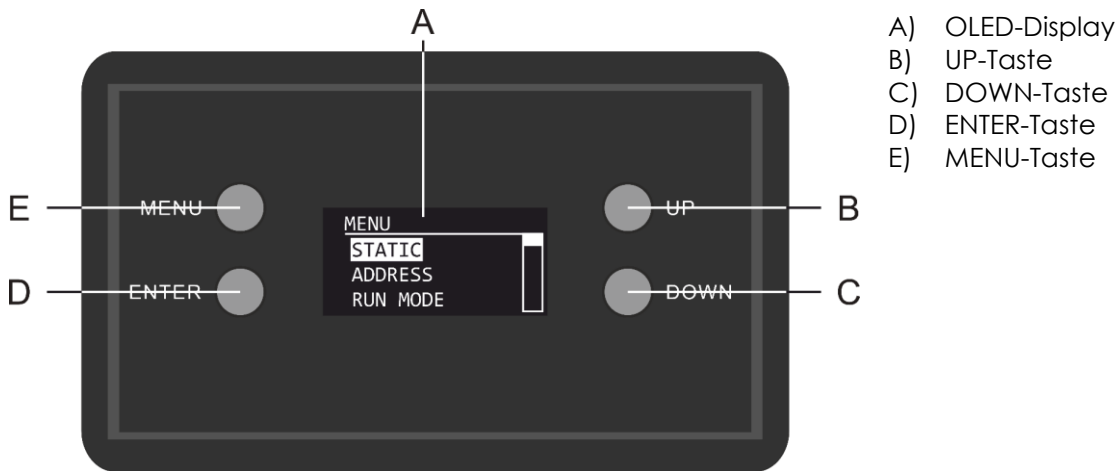 A
A) OLED-Display
B) UP-Taste
C) DOWN-Taste
D) ENTER-Taste
E) MENU-Taste
E MENU
UP B
MENU
STATIC
ADDRESS
RUN MODE
D ENTER
DOWN C